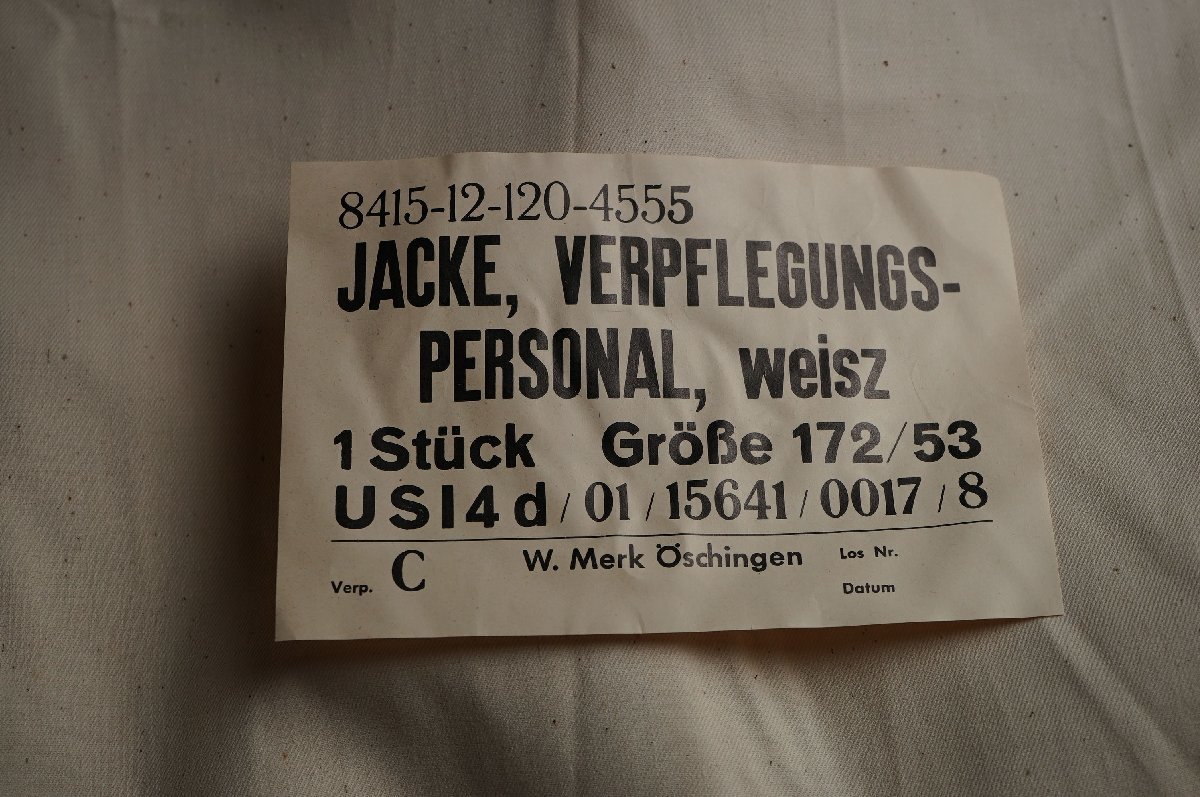 8415-12-120-4555
JACKE, VERPFLEGUNGS-
PERSONAL, weisz
1 Stück Größe 172/53
USI4d/01/15641/0017/8
Verp. C W. Merk Öschingen Los Nr.
Datum